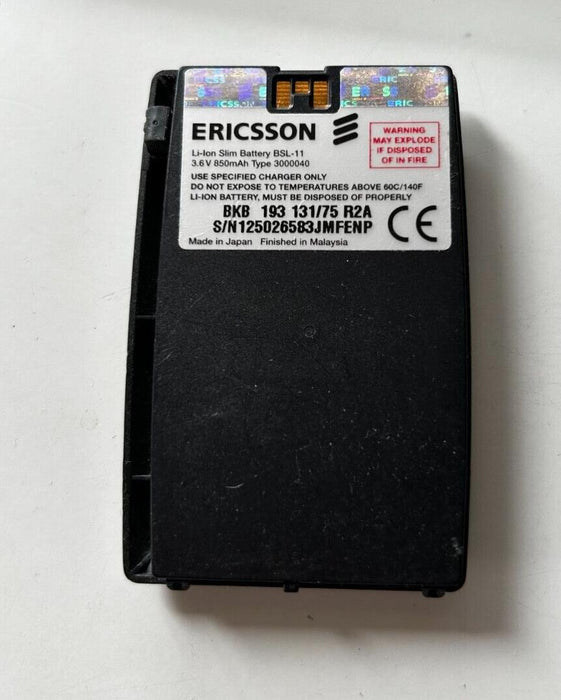 ERICSSON
WARNING
MAY EXPLODE
IF DISPOSED
OF IN FIRE
Li-Ion Slim Battery BSL-11
3.6V 850mAh Type 3000040
USE SPECIFIED CHARGER ONLY
DO NOT EXPOSE TO TEMPERATURES ABOVE 60C/140F
LI-ION BATTERY, MUST BE DISPOSED OF PROPERLY
BKB 193 131/75 R2A
S/N125026583JMFENP
CE
Made in Japan Finished in Malaysia